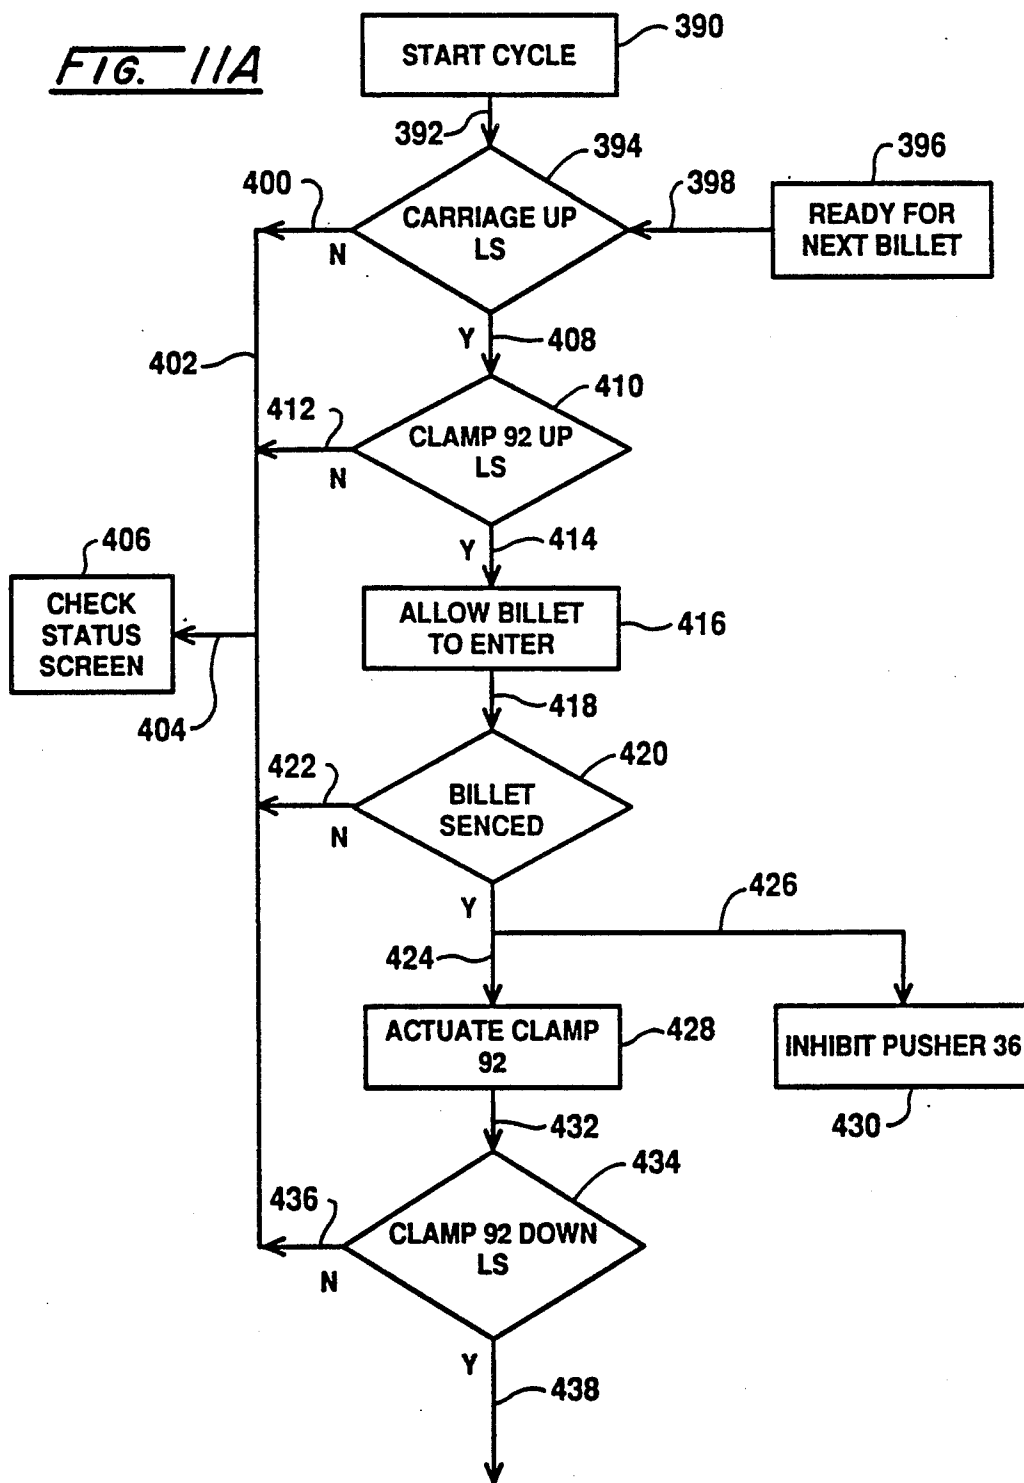 FIG. 11A
START CYCLE
390
392
394
396
400
398
CARRIAGE UP
LS
READY FOR
NEXT BILLET
N
Y
408
402
410
412
CLAMP 92 UP
LS
N
Y
414
406
CHECK
STATUS
SCREEN
ALLOW BILLET
TO ENTER
416
404
418
420
422
BILLET
SENCED
N
Y
426
424
ACTUATE CLAMP
92
428
INHIBIT PUSHER 36
430
432
434
436
CLAMP 92 DOWN
LS
N
Y
438